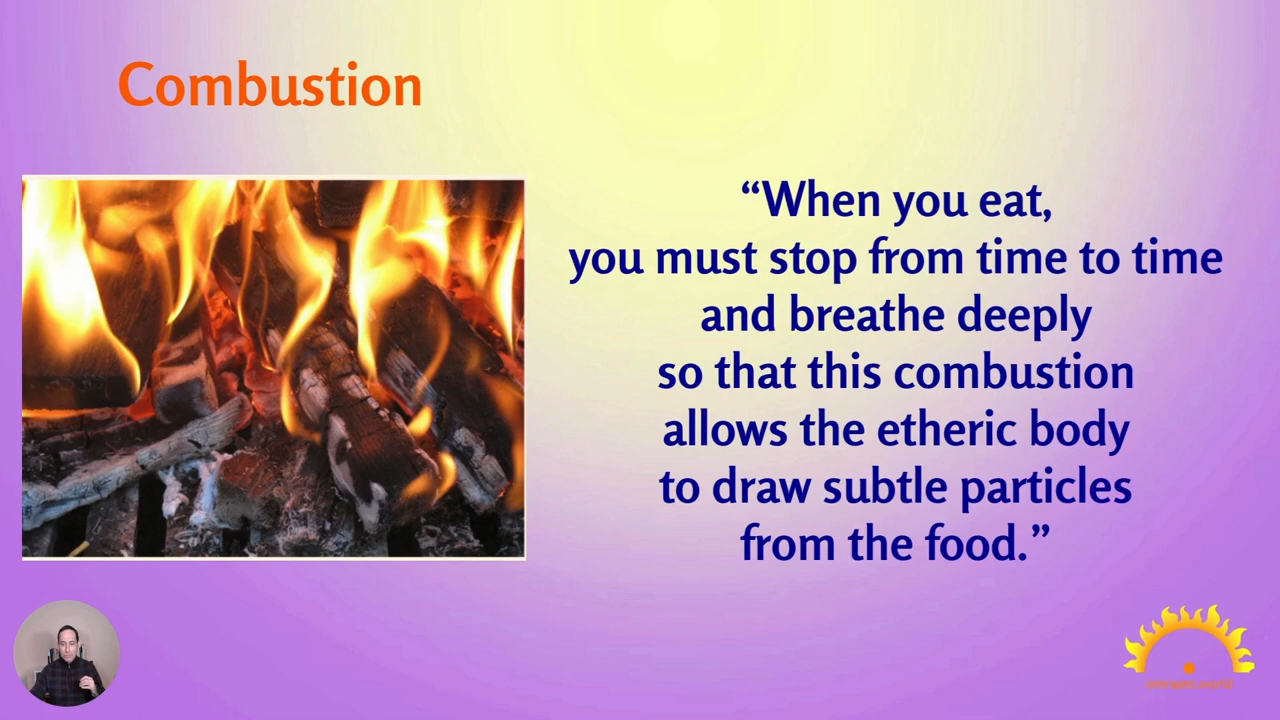 Combustion
“When you eat,
you must stop from time to time
and breathe deeply
so that this combustion
allows the etheric body
to draw subtle particles
from the food.”